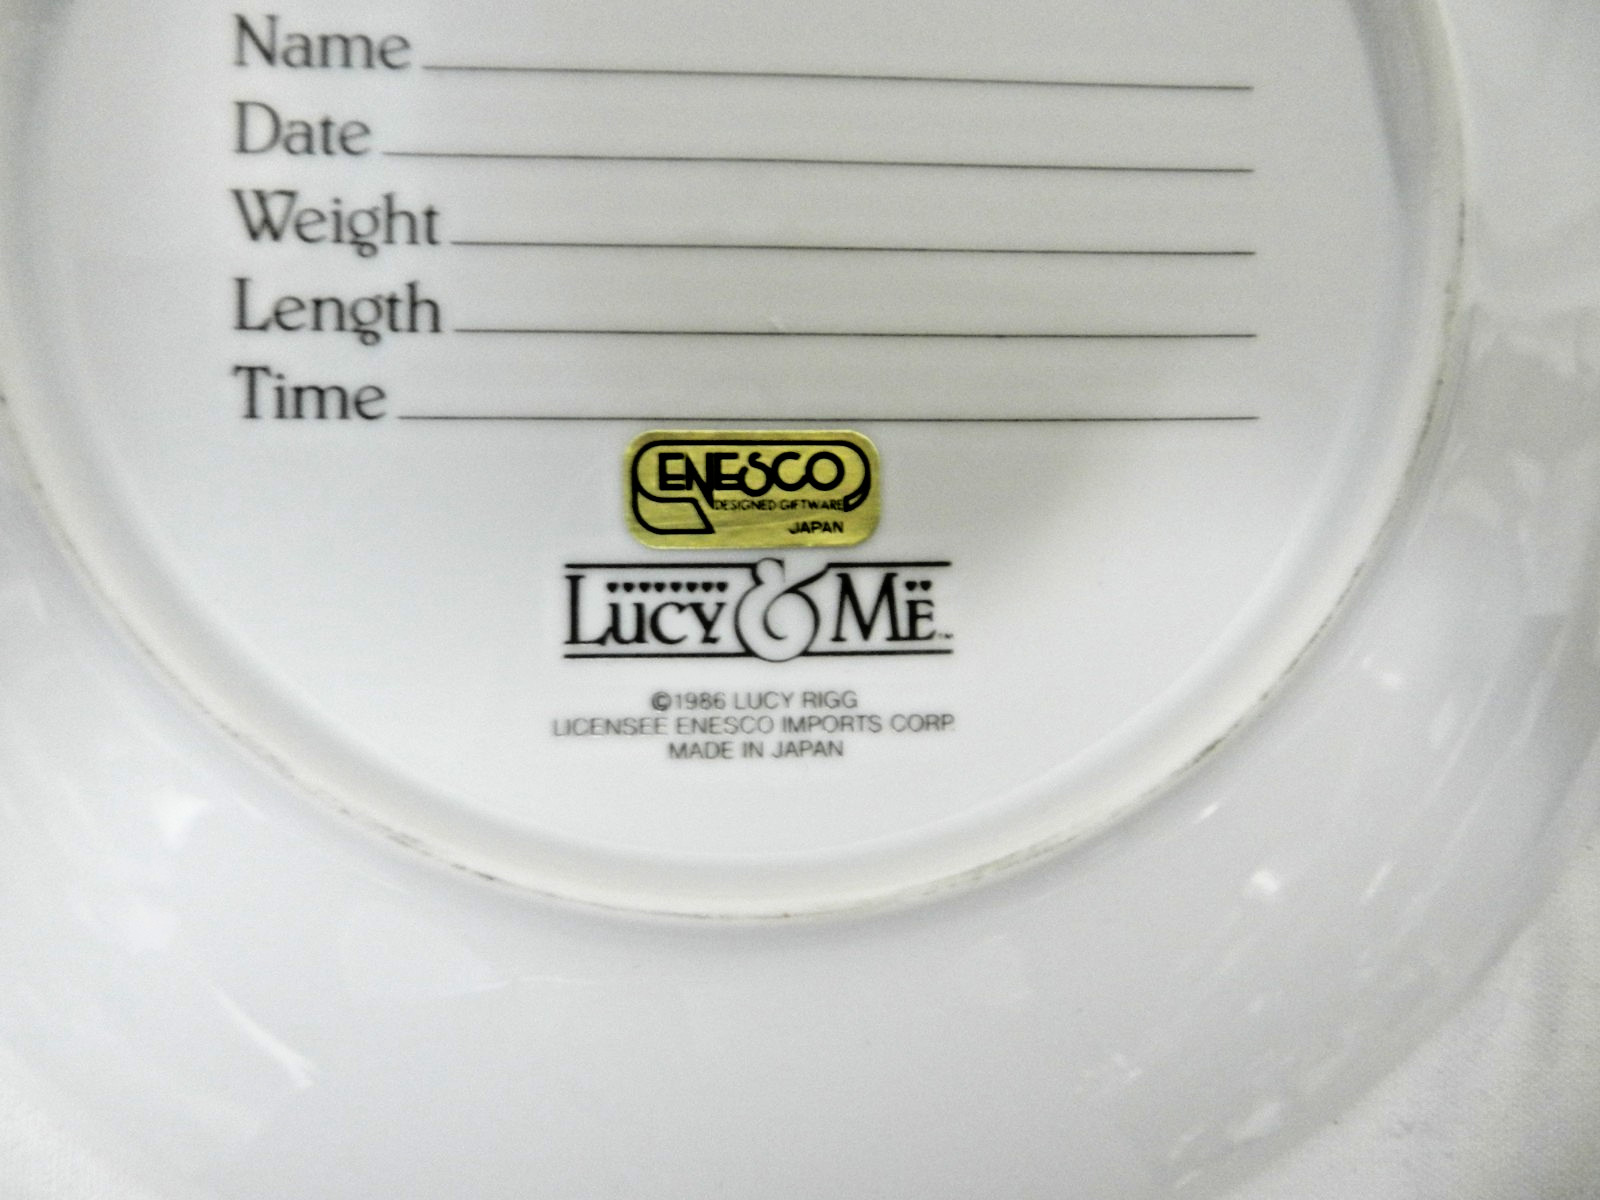 Name
Date
Weight
Length
Time
ENESCO
DESIGNED GIFTWARE
JAPAN
LUCY & ME™
©1986 LUCY RIGG
LICENSEE ENESCO IMPORTS CORP.
MADE IN JAPAN